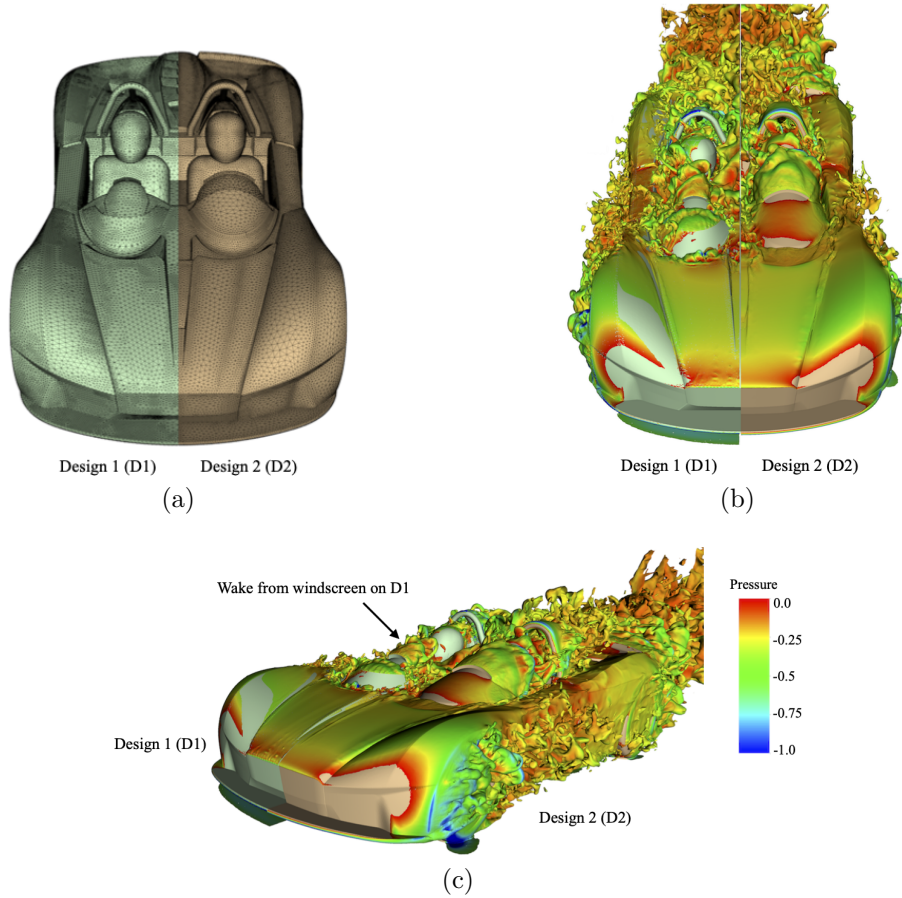 Design 1 (D1)
Design 2 (D2)
(a)
Design 1 (D1)
Design 2 (D2)
(b)
Wake from windscreen on D1
Pressure
0.0
-0.25
-0.5
-0.75
-1.0
Design 1 (D1)
Design 2 (D2)
(c)